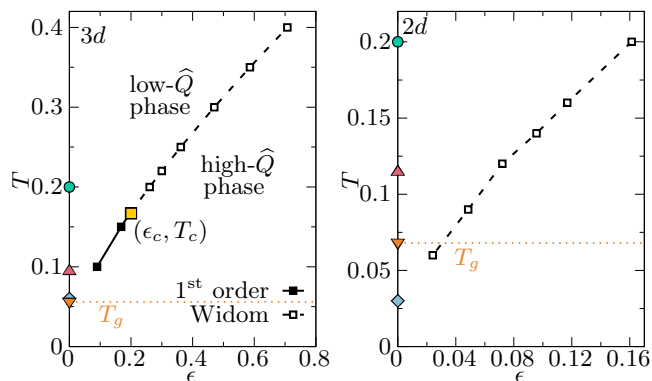 3d
0.4
0.3
0.2
0.1
0
T
low-Q̂
phase
high-Q̂
phase
(ϵc, Tc)
1st order
Widom
Tg
0 0.2 0.4 0.6 0.8
ϵ
2d
0.2
0.15
0.1
0.05
0
T
Tg
0 0.04 0.08 0.12 0.16
ϵ